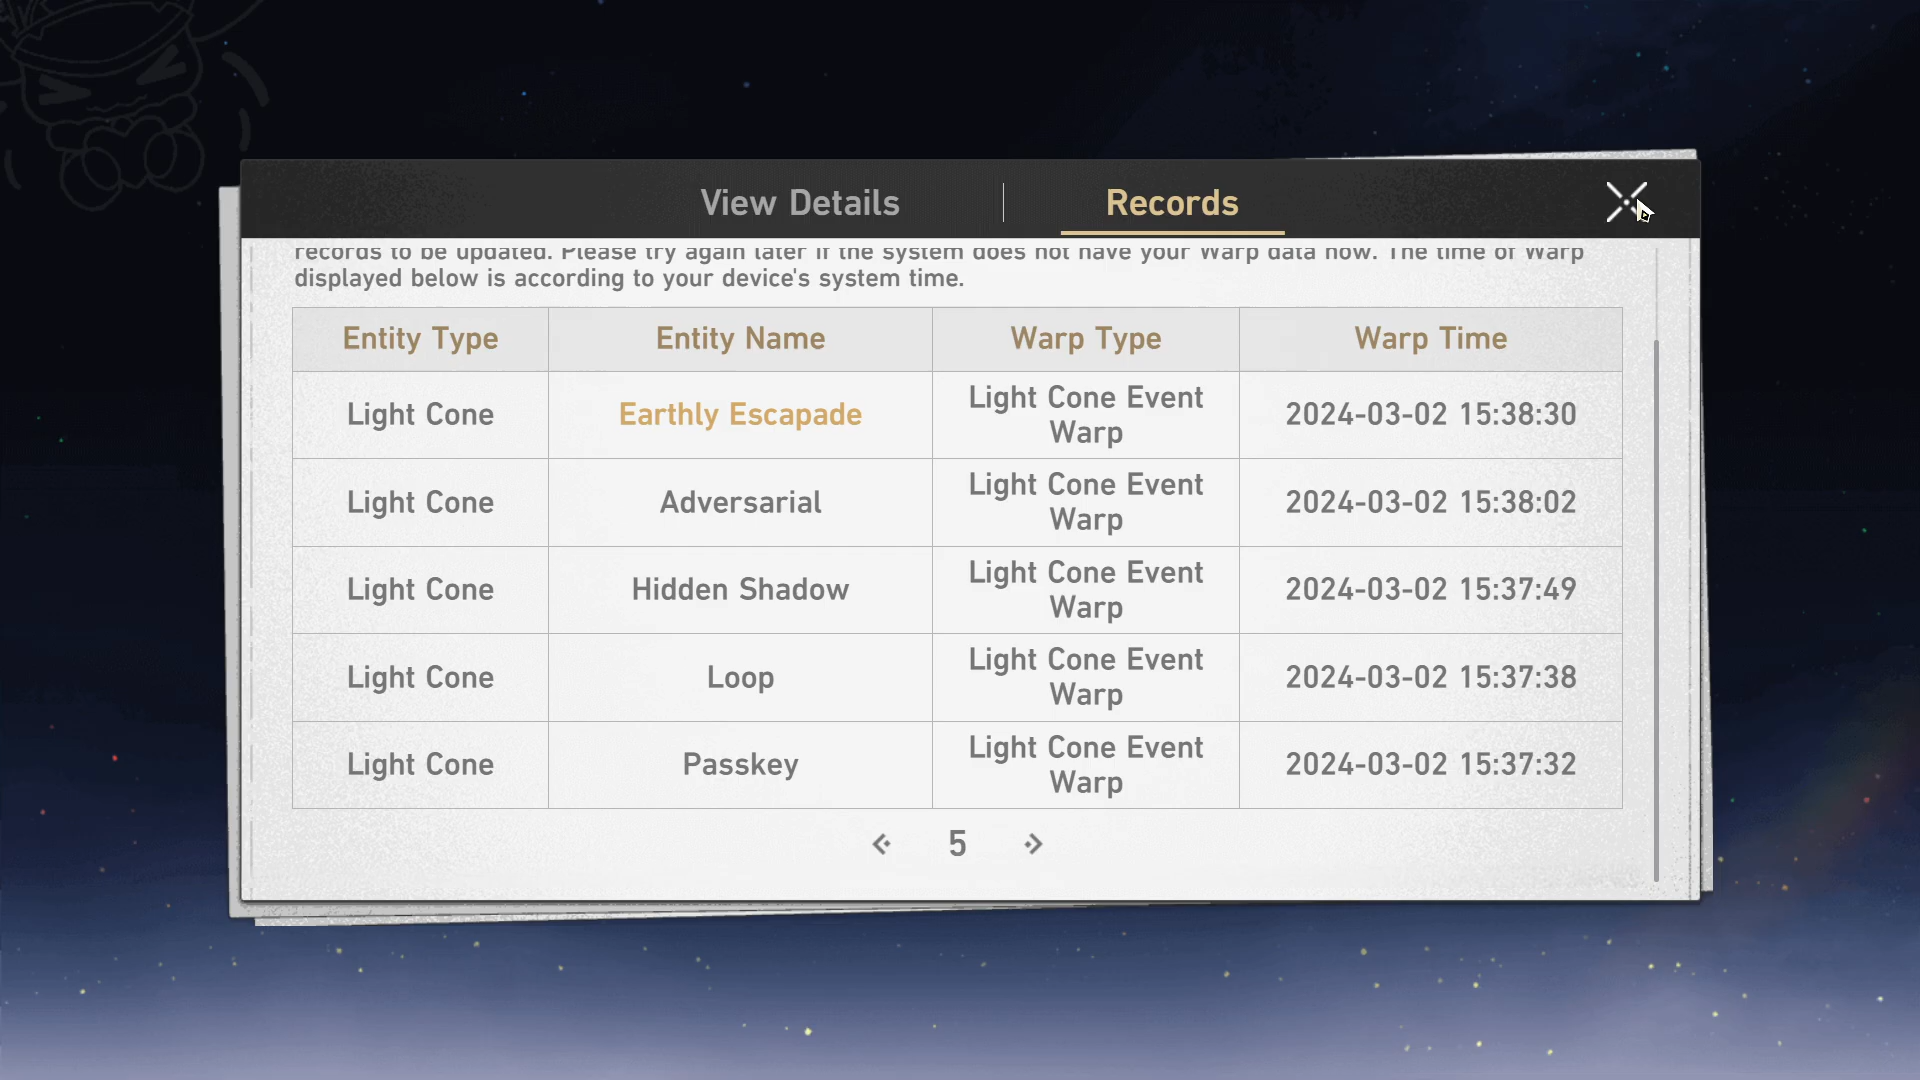 View Details
Records
records to be updated. Please try again later if the system does not have your Warp data now. The time of Warp
displayed below is according to your device's system time.
Entity Type Entity Name Warp Type Warp Time
Light Cone Earthly Escapade Light Cone Event Warp 2024-03-02 15:38:30
Light Cone Adversarial Light Cone Event Warp 2024-03-02 15:38:02
Light Cone Hidden Shadow Light Cone Event Warp 2024-03-02 15:37:49
Light Cone Loop Light Cone Event Warp 2024-03-02 15:37:38
Light Cone Passkey Light Cone Event Warp 2024-03-02 15:37:32
5